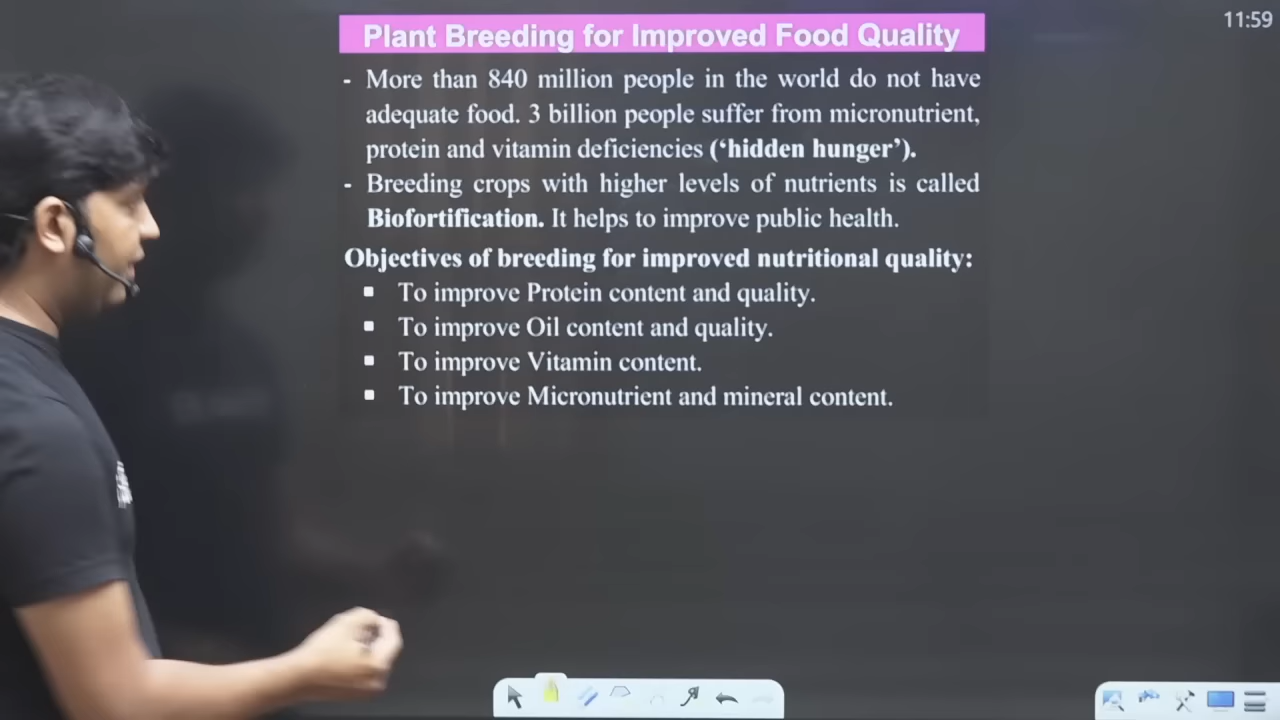 11:59
Plant Breeding for Improved Food Quality
- More than 840 million people in the world do not have
adequate food. 3 billion people suffer from micronutrient,
protein and vitamin deficiencies (‘hidden hunger’).
- Breeding crops with higher levels of nutrients is called
Biofortification. It helps to improve public health.
Objectives of breeding for improved nutritional quality:
▪ To improve Protein content and quality.
▪ To improve Oil content and quality.
▪ To improve Vitamin content.
▪ To improve Micronutrient and mineral content.